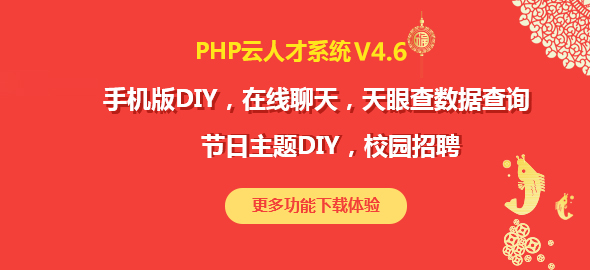 PHP云人才系统V4.6
手机版DIY，在线聊天，天眼查数据查询
节日主题DIY，校园招聘
更多功能下载体验